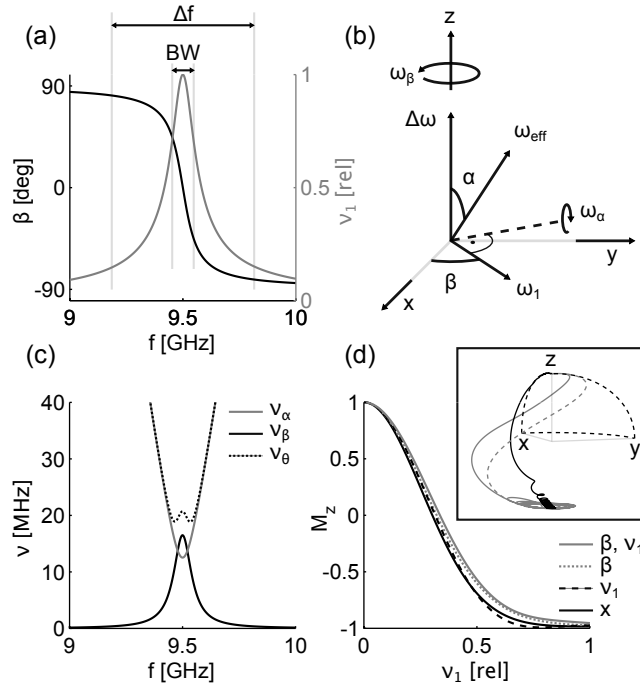 (a)
Δf
BW
90
0
-90
β [deg]
1
0.5
0
ν1 [rel]
9
9.5
10
f [GHz]
(b)
z
ωβ
Δω
ωeff
α
ωα
y
β
ω1
x
(c)
40
30
20
10
0
ν [MHz]
να
νβ
νθ
9
9.5
10
f [GHz]
(d)
1
0.5
0
-0.5
-1
Mz
z
x
y
β, ν1
β
ν1
x
0
0.5
1
ν1 [rel]